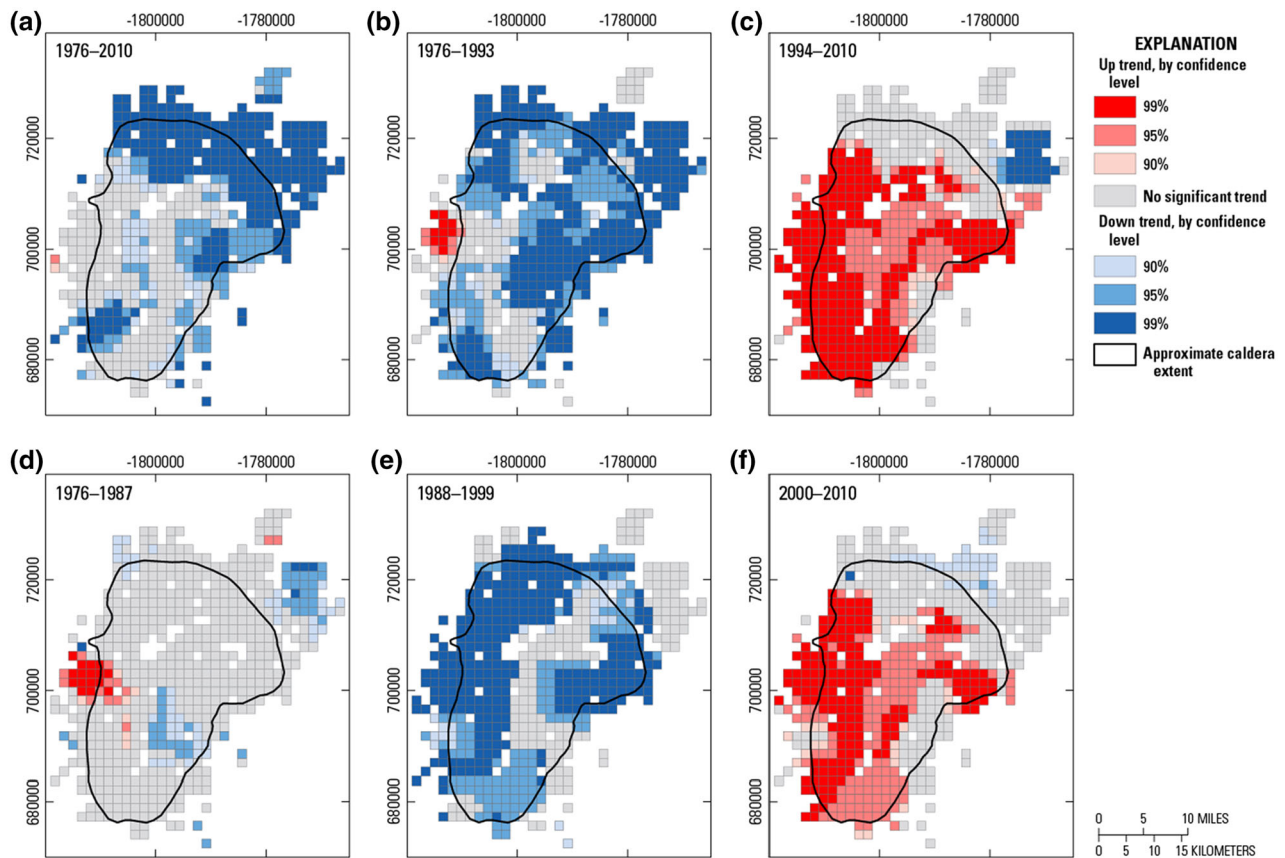 (a)
1976–2010
-1800000
-1780000
720000
700000
680000
(b)
1976–1993
-1800000
-1780000
720000
700000
680000
(c)
1994–2010
-1800000
-1780000
720000
700000
680000
EXPLANATION
Up trend, by confidence
level
99%
95%
90%
No significant trend
Down trend, by confidence
level
90%
95%
99%
Approximate caldera
extent
(d)
1976–1987
-1800000
-1780000
720000
700000
680000
(e)
1988–1999
-1800000
-1780000
720000
700000
680000
(f)
2000–2010
-1800000
-1780000
720000
700000
680000
0 5 10 MILES
0 5 10 15 KILOMETERS